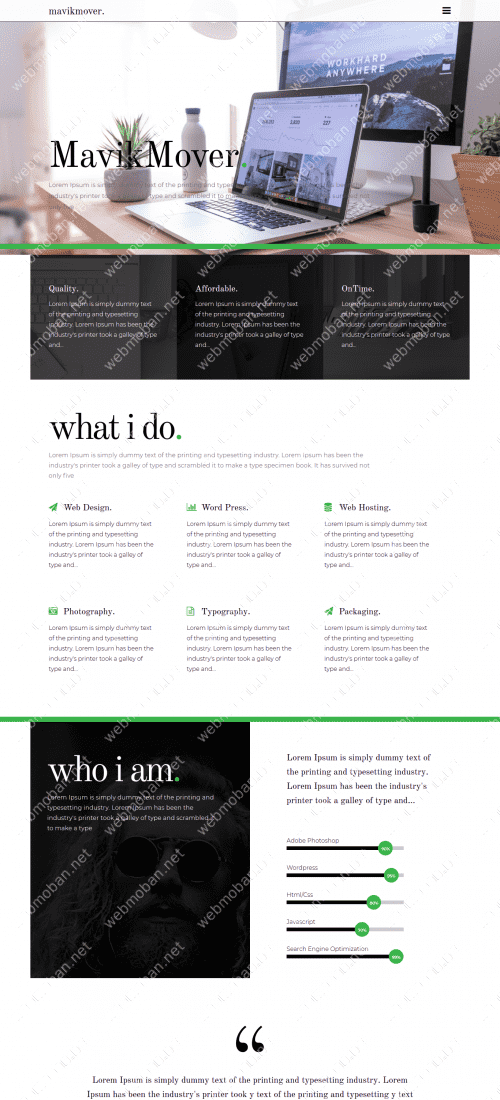 mavikmover.
WORKHARD
ANYWHERE
MavikMover.
Lorem Ipsum is simply dummy text of the printing and typesetting
industry's printer took a galley of type and scrambled it to make
Quality.
Lorem Ipsum is simply dummy text
of the printing and typesetting
industry. Lorem Ipsum has been the
industry's printer took a galley of type
and...
Affordable.
Lorem Ipsum is simply dummy text
of the printing and typesetting
industry. Lorem Ipsum has been the
industry's printer took a galley of type
and...
OnTime.
Lorem Ipsum is simply dummy text
of the printing and typesetting
industry. Lorem Ipsum has been the
industry's printer took a galley of type
and...
what i do.
Lorem Ipsum is simply dummy text of the printing and typesetting industry. Lorem Ipsum has been the
industry's printer took a galley of type and scrambled it to make a type specimen book. It has survived not
only five
Web Design.
Lorem Ipsum is simply dummy text
of the printing and typesetting
industry. Lorem Ipsum has been the
industry's printer took a galley of
type and...
Word Press.
Lorem Ipsum is simply dummy text
of the printing and typesetting
industry. Lorem Ipsum has been the
industry's printer took a galley of
type and...
Web Hosting.
Lorem Ipsum is simply dummy text
of the printing and typesetting
industry. Lorem Ipsum has been the
industry's printer took a galley of
type and...
Photography.
Lorem Ipsum is simply dummy text
of the printing and typesetting
industry. Lorem Ipsum has been the
industry's printer took a galley of
type and...
Typography.
Lorem Ipsum is simply dummy text
of the printing and typesetting
industry. Lorem Ipsum has been the
industry's printer took a galley of
type and...
Packaging.
Lorem Ipsum is simply dummy text
of the printing and typesetting
industry. Lorem Ipsum has been the
industry's printer took a galley of
type and...
who i am.
Lorem Ipsum is simply dummy text of the printing and
typesetting industry. Lorem Ipsum has been the
industry's printer took a galley of type and scrambled it
to make a type
Lorem Ipsum is simply dummy text of
the printing and typesetting industry.
Lorem Ipsum has been the industry's
printer took a galley of type and...
Adobe Photoshop
90%
Wordpress
Html/Css
80%
Javascript
Search Engine Optimization
99%
“
Lorem Ipsum is simply dummy text of the printing and typesetting industry. Lorem
Ipsum has been the industry's printer took y text of the printing and typesetting y text
webmoban.net